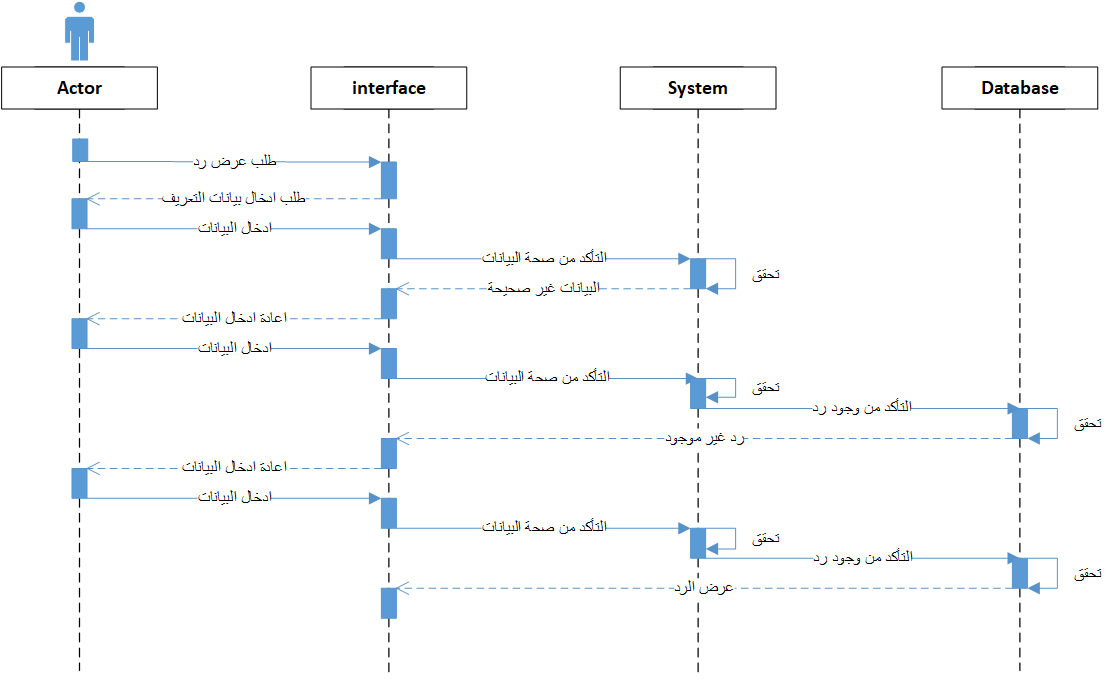 Actor
interface
System
Database
طلب عرض رد
طلب ادخال بيانات التعريف
ادخال البيانات
التأكد من صحة البيانات
تحقق
البيانات غير صحيحة
اعادة ادخال البيانات
ادخال البيانات
التأكد من صحة البيانات
تحقق
التأكد من وجود رد
تحقق
رد غير موجود
اعادة ادخال البيانات
ادخال البيانات
التأكد من صحة البيانات
تحقق
التأكد من وجود رد
تحقق
عرض الرد